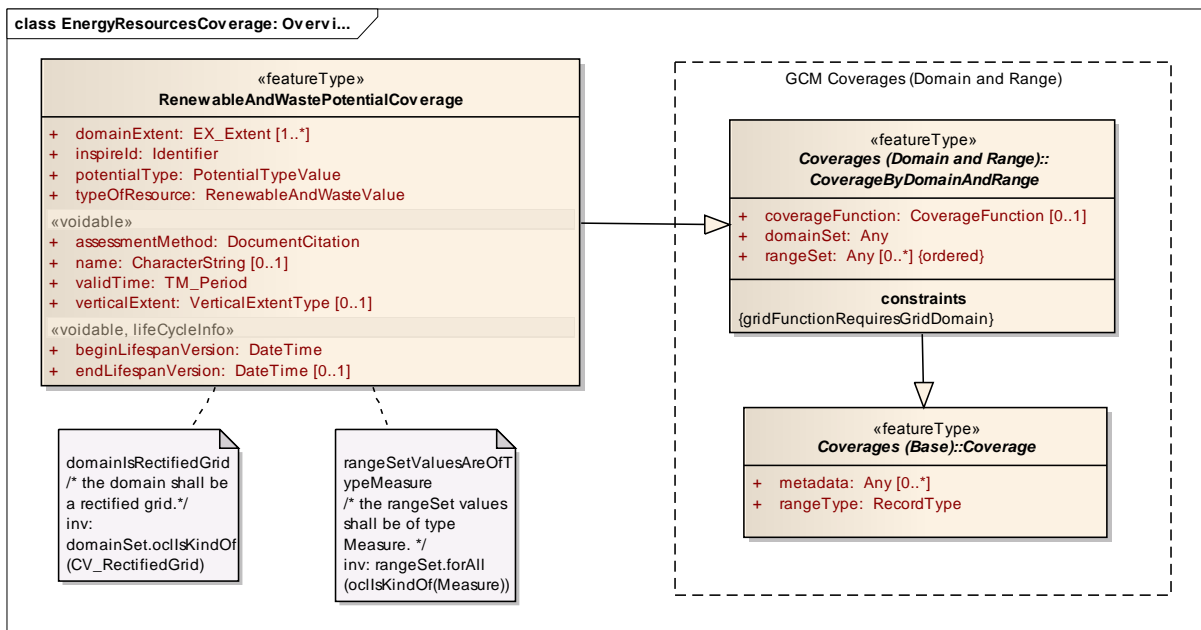 class EnergyResourcesCoverage: Overvi...
«featureType»
RenewableAndWastePotentialCoverage
+ domainExtent: EX_Extent [1..*]
+ inspireId: Identifier
+ potentialType: PotentialTypeValue
+ typeOfResource: RenewableAndWasteValue
«voidable»
+ assessmentMethod: DocumentCitation
+ name: CharacterString [0..1]
+ validTime: TM_Period
+ verticalExtent: VerticalExtentType [0..1]
«voidable, lifeCycleInfo»
+ beginLifespanVersion: DateTime
+ endLifespanVersion: DateTime [0..1]
domainIsRectifiedGrid
/* the domain shall be
a rectified grid.*/
inv:
domainSet.oclIsKindOf
(CV_RectifiedGrid)
rangeSetValuesAreOfT
ypeMeasure
/* the rangeSet values
shall be of type
Measure. */
inv: rangeSet.forAll
(oclIsKindOf(Measure))
GCM Coverages (Domain and Range)
«featureType»
Coverages (Domain and Range)::
CoverageByDomainAndRange
+ coverageFunction: CoverageFunction [0..1]
+ domainSet: Any
+ rangeSet: Any [0..*] {ordered}
constraints
{gridFunctionRequiresGridDomain}
«featureType»
Coverages (Base)::Coverage
+ metadata: Any [0..*]
+ rangeType: RecordType